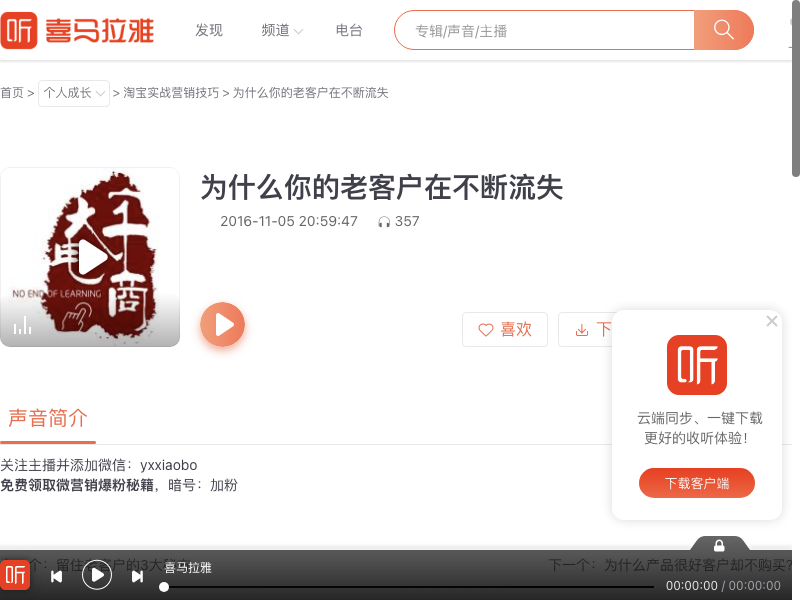 听 喜马拉雅 发现 频道 电台 专辑/声音/主播
首页 > 个人成长 > 淘宝实战营销技巧 > 为什么你的老客户在不断流失
为什么你的老客户在不断流失
2016-11-05 20:59:47 357
大电
千商
NO END OF LEARNING
喜欢 下
听
云端同步、一键下载
更好的收听体验!
下载客户端
声音简介
关注主播并添加微信：yxxiaobo
免费领取微营销爆粉秘籍，暗号：加粉
个：留住老客户的3大 下一个：为什么产品很好客户却不购买?
听 喜马拉雅
00:00:00 / 00:00:00